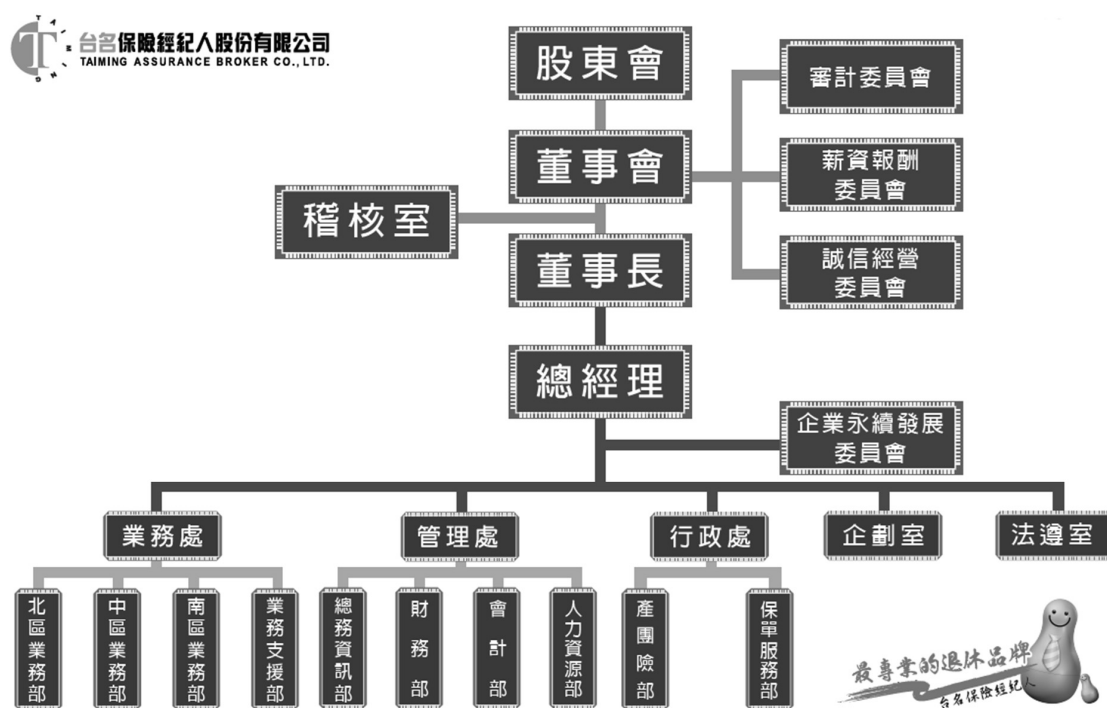 TAIMING
台名保險經紀人股份有限公司
TAIMING ASSURANCE BROKER CO., LTD.
股東會
審計委員會
董事會
薪資報酬
委員會
稽核室
董事長
誠信經營
委員會
總經理
企業永續發展
委員會
業務處
管理處
行政處
企劃室
法遵室
北區業務部
中區業務部
南區業務部
業務支援部
總務資訊部
財務部
會計部
人力資源部
產團險部
保單服務部
最專業的退休品牌
台名保險經紀人